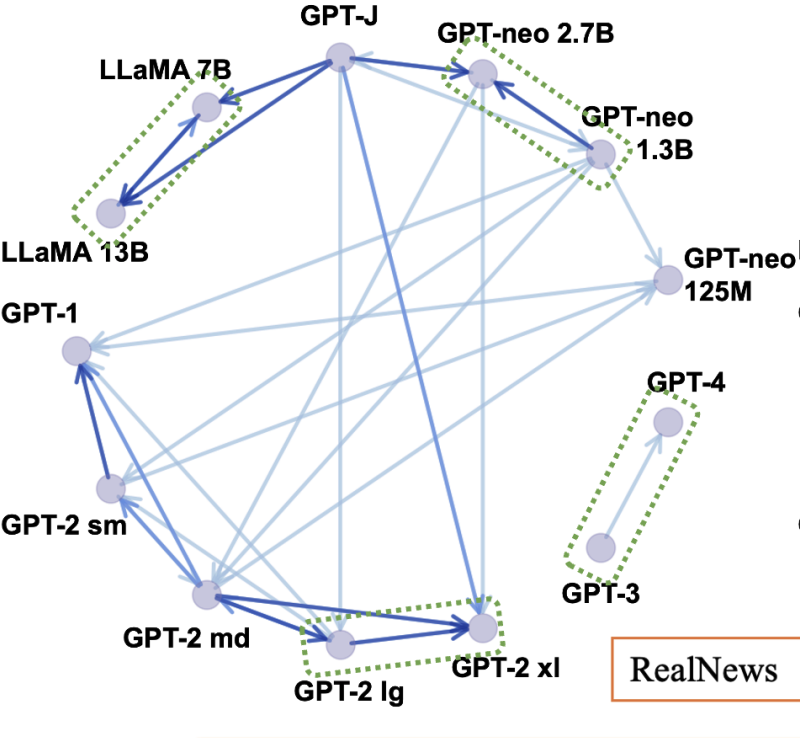 GPT-J
GPT-neo 2.7B
LLaMA 7B
GPT-neo
1.3B
LLaMA 13B
GPT-neo
125M
GPT-1
GPT-4
GPT-2 sm
GPT-3
GPT-2 md
GPT-2 xl
RealNews
GPT-2 lg